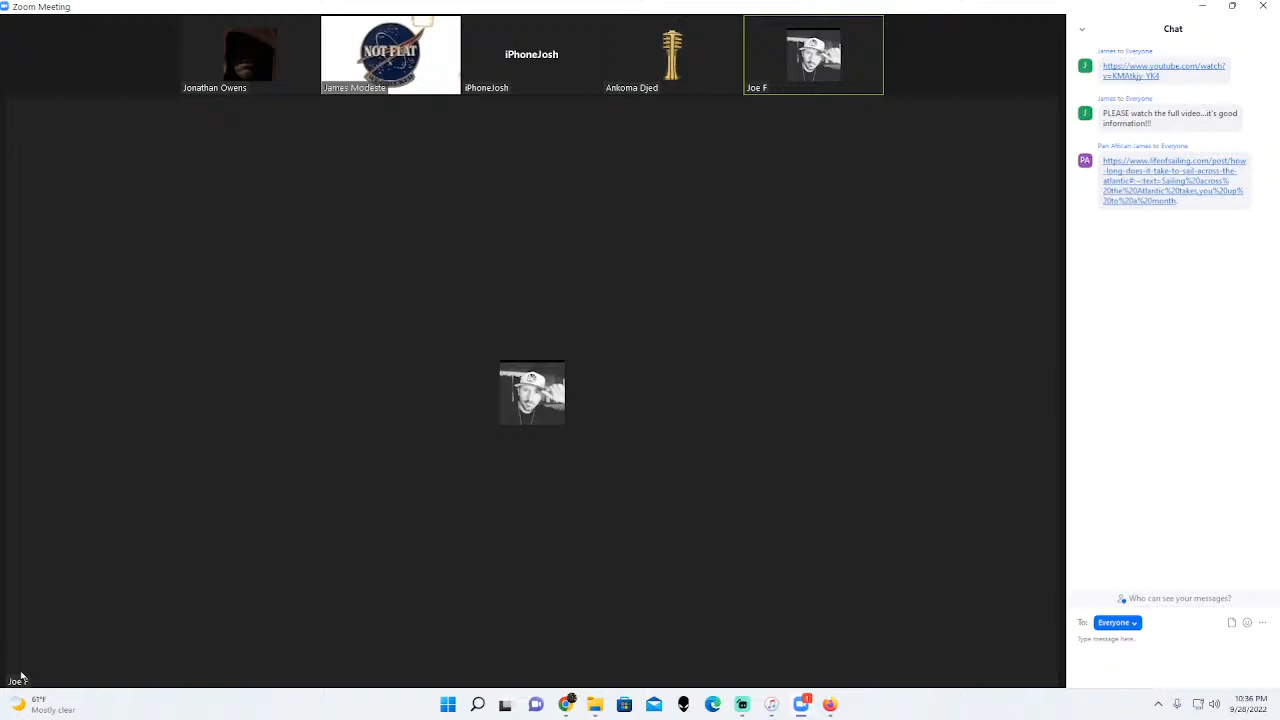 Zoom Meeting
NOT FLAT
Jonathan Owens
James Modeste
iPhoneJosh
iPhoneJosh
Ankoma Djedi
Joe F
Joe F
61°F
Mostly clear
Chat
James to Everyone
J
https://www.youtube.com/watch?
v=KMAtkjy-YK4
James to Everyone
J
PLEASE watch the full video...it's good
information!!!
Pan African James to Everyone
PA
https://www.lifeofsailing.com/post/how
-long-does-it-take-to-sail-across-the-
atlantic#:~:text=Sailing%20across%
20the%20Atlantic%20takes,you%20up%
20to%20a%20month.
Who can see your messages?
To: Everyone
Type message here..
10:36 PM
9/28/2022